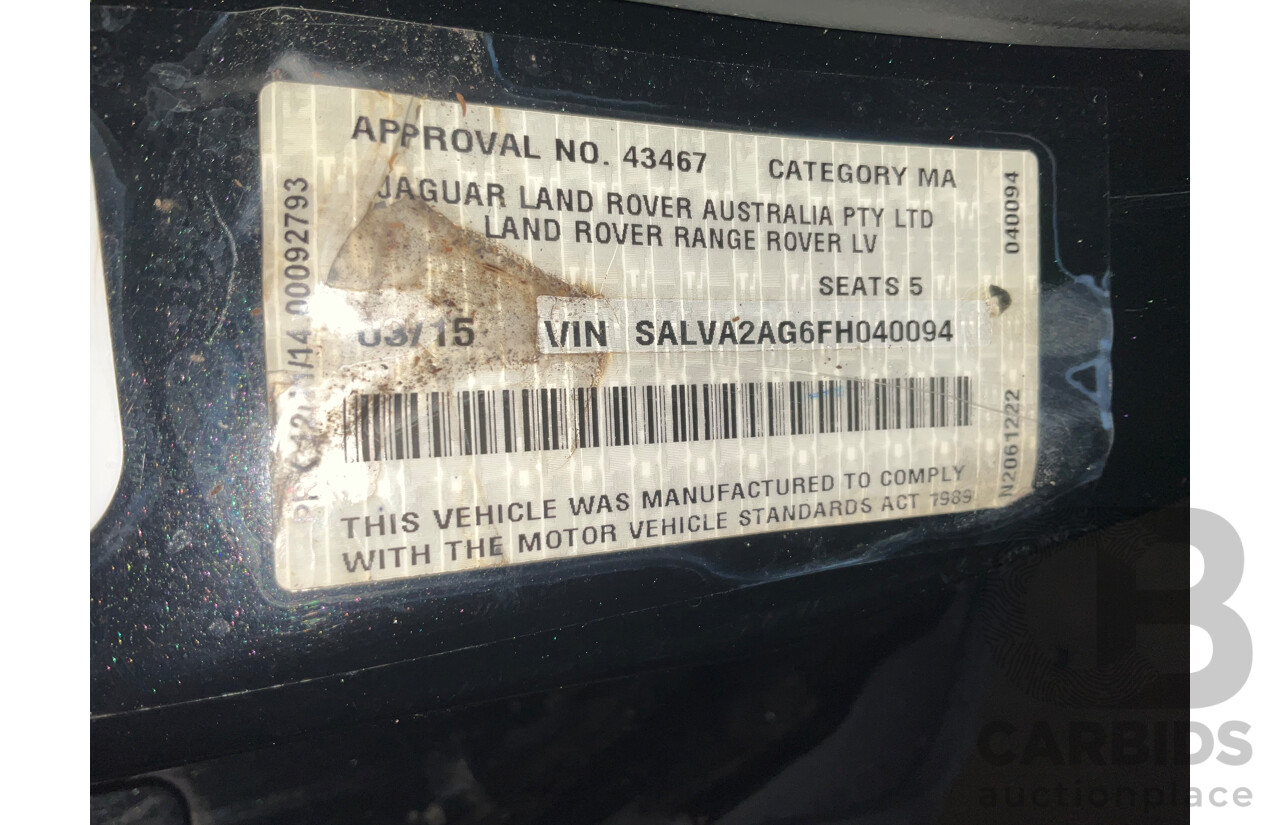 APPROVAL NO. 43467 CATEGORY MA
JAGUAR LAND ROVER AUSTRALIA PTY LTD
LAND ROVER RANGE ROVER LV
SEATS 5
03/15 VIN SALVA2AG6FH040094
THIS VEHICLE WAS MANUFACTURED TO COMPLY
WITH THE MOTOR VEHICLE STANDARDS ACT 1989
/14 00092793
040094
N2061222
CB
CARBIDS
auctionplace